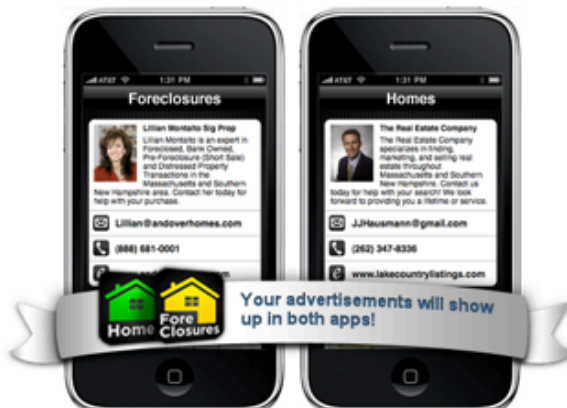 AT&T
1:31 PM
Foreclosures
Lillian Montalto Sig Prop
Lillian Montalto is an expert in
Foreclosed, Bank Owned,
Pre-Foreclosure (Short Sale)
and Distressed Property
Transactions in the
Massachusetts and Southern
New Hampshire area. Contact her today for
help with your purchase.
Lillian@andoverhomes.com
(888) 681-0001
AT&T
1:31 PM
Homes
The Real Estate Company
The Real Estate Company
specializes in finding,
marketing, and selling real
estate throughout
Massachusetts and Southern
New Hampshire. Contact us
today for help with your search! We look
forward to providing you a lifetime or service.
JJHausmann@gmail.com
(262) 347-8336
www.lakecountrylistings.com
Home
Fore
Closures
Your advertisements will show
up in both apps!